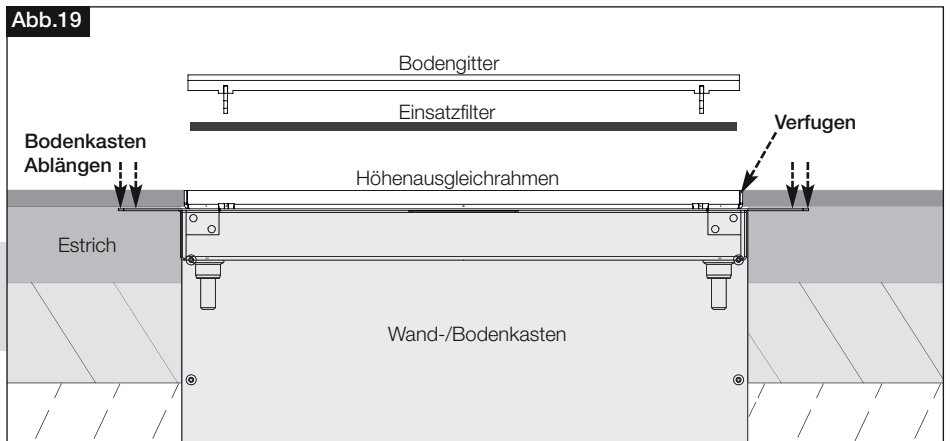 Abb.19
Bodengitter
Einsatzfilter
Bodenkasten
Ablängen
Verfugen
Höhenausgleichrahmen
Estrich
Wand-/Bodenkasten